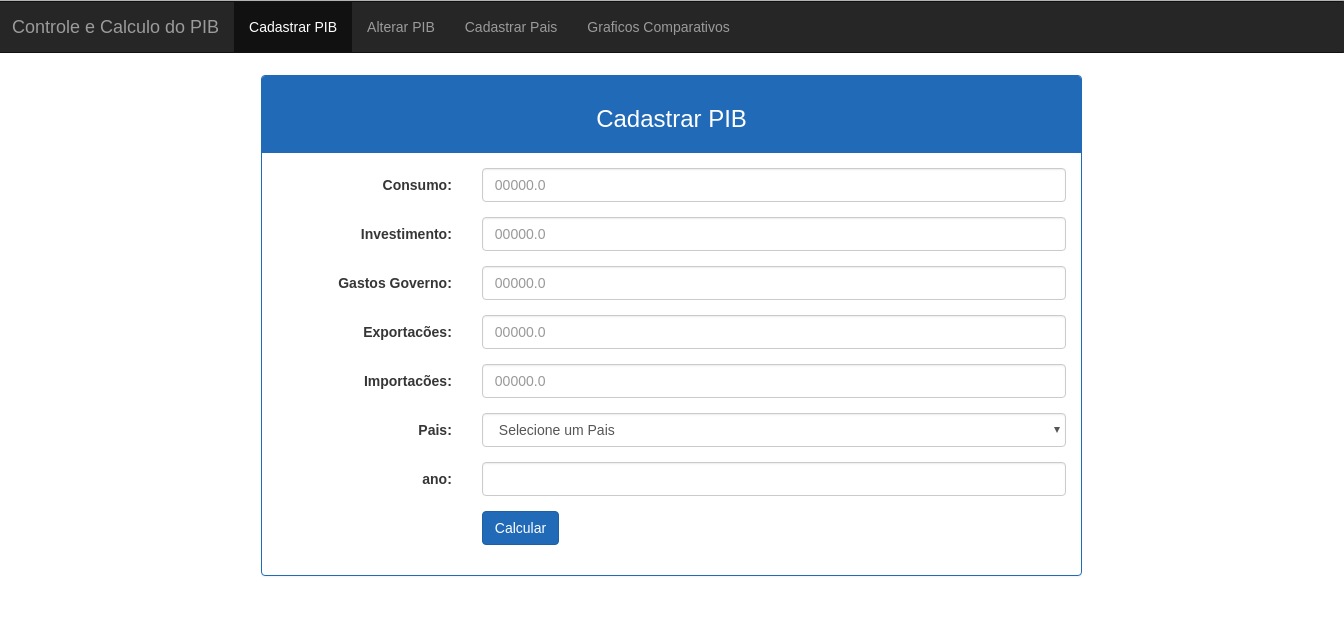 Controle e Calculo do PIB Cadastrar PIB Alterar PIB Cadastrar Pais Graficos Comparativos
Cadastrar PIB
Consumo: 00000.0
Investimento: 00000.0
Gastos Governo: 00000.0
Exportacões: 00000.0
Importacões: 00000.0
Pais: Selecione um Pais
ano:
Calcular